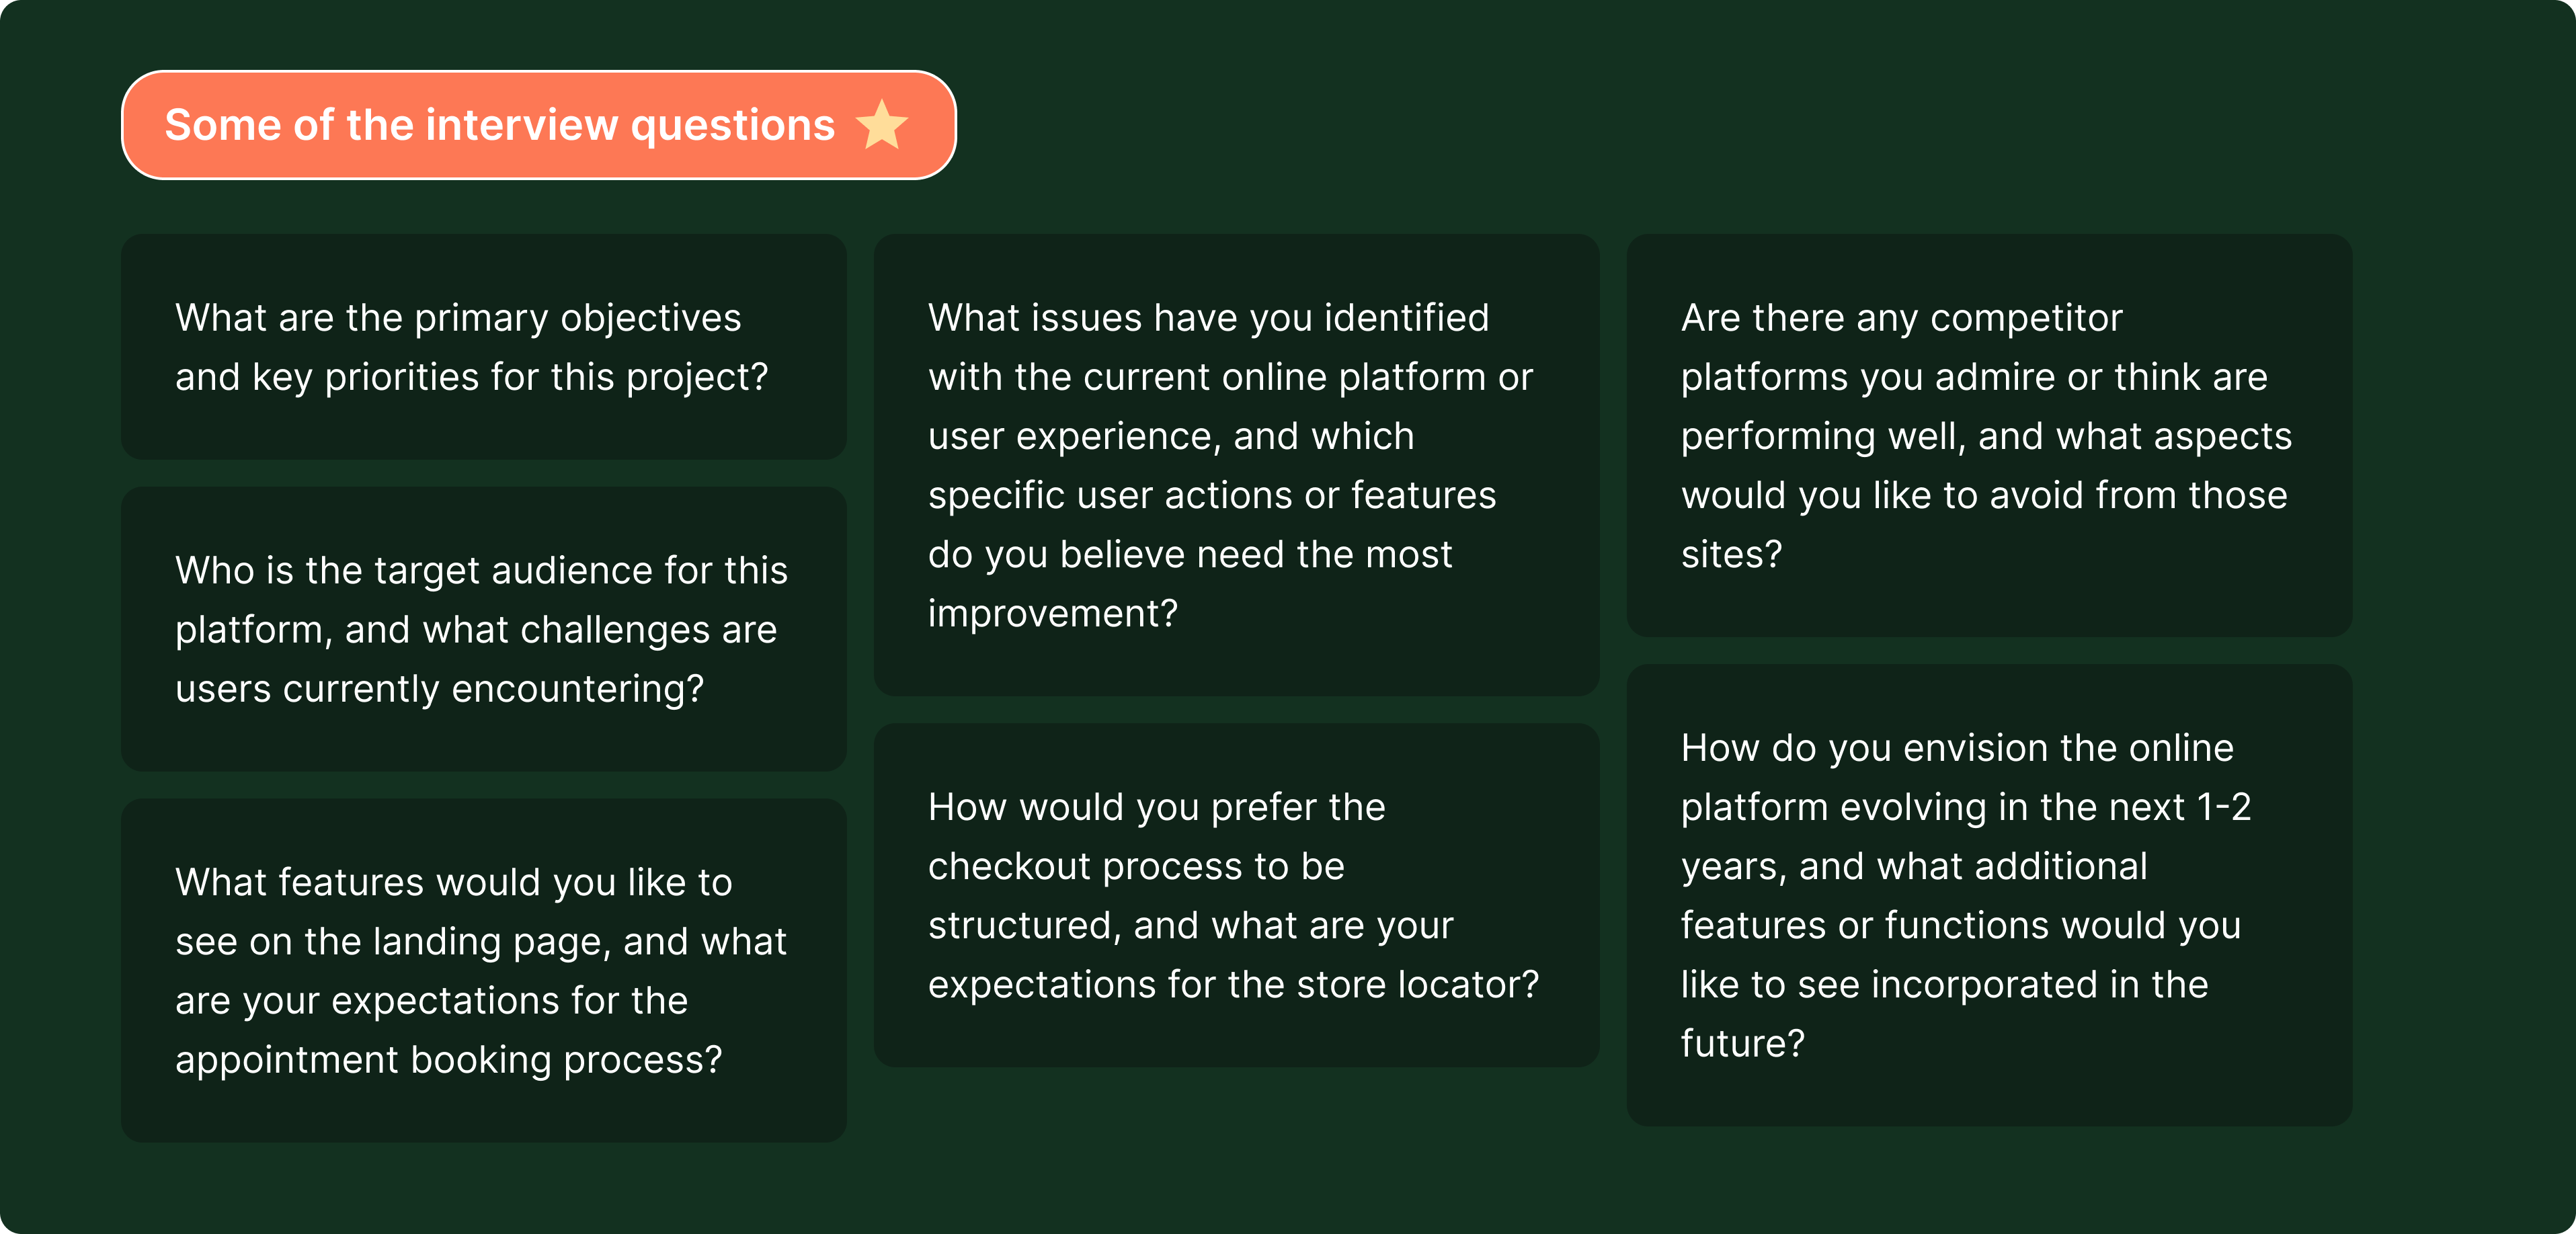 Some of the interview questions
What are the primary objectives
and key priorities for this project?
Who is the target audience for this
platform, and what challenges are
users currently encountering?
What features would you like to
see on the landing page, and what
are your expectations for the
appointment booking process?
What issues have you identified
with the current online platform or
user experience, and which
specific user actions or features
do you believe need the most
improvement?
How would you prefer the
checkout process to be
structured, and what are your
expectations for the store locator?
Are there any competitor
platforms you admire or think are
performing well, and what aspects
would you like to avoid from those
sites?
How do you envision the online
platform evolving in the next 1-2
years, and what additional
features or functions would you
like to see incorporated in the
future?